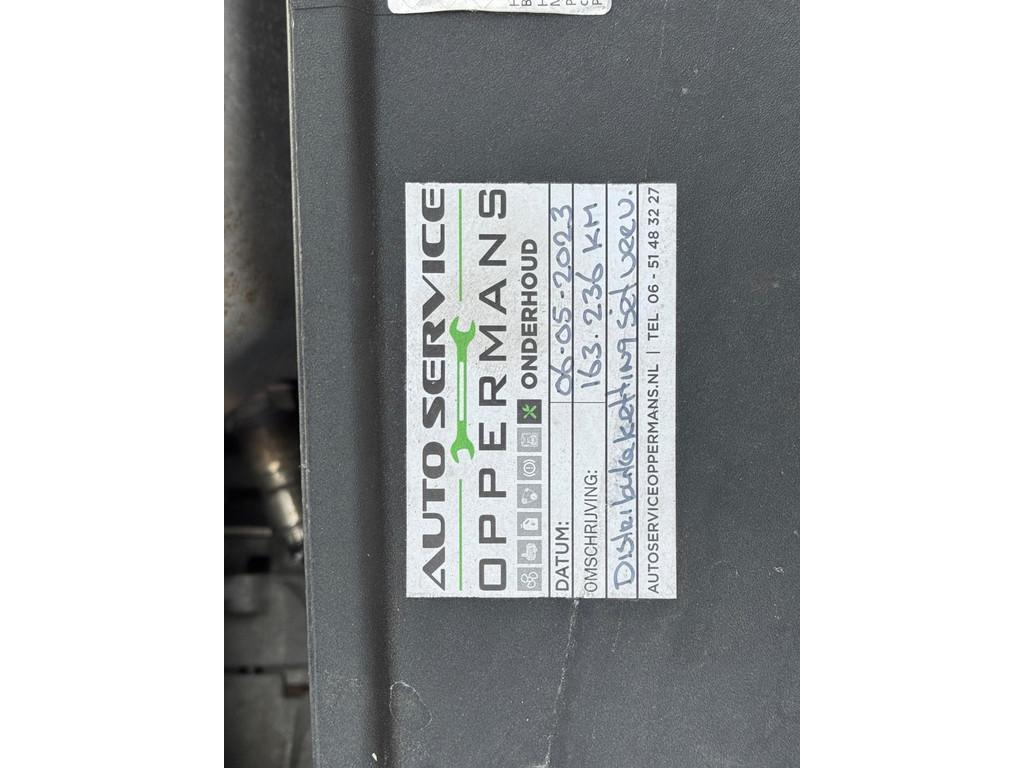 AUTO SERVICE
OPPERMANS
ONDERHOUD
DATUM: 06-05-2023
OMSCHRIJVING: 163.236 KM
Distributieketting set verv.
AUTOSERVICEOPPERMANS.NL | TEL 06 - 51 48 32 27